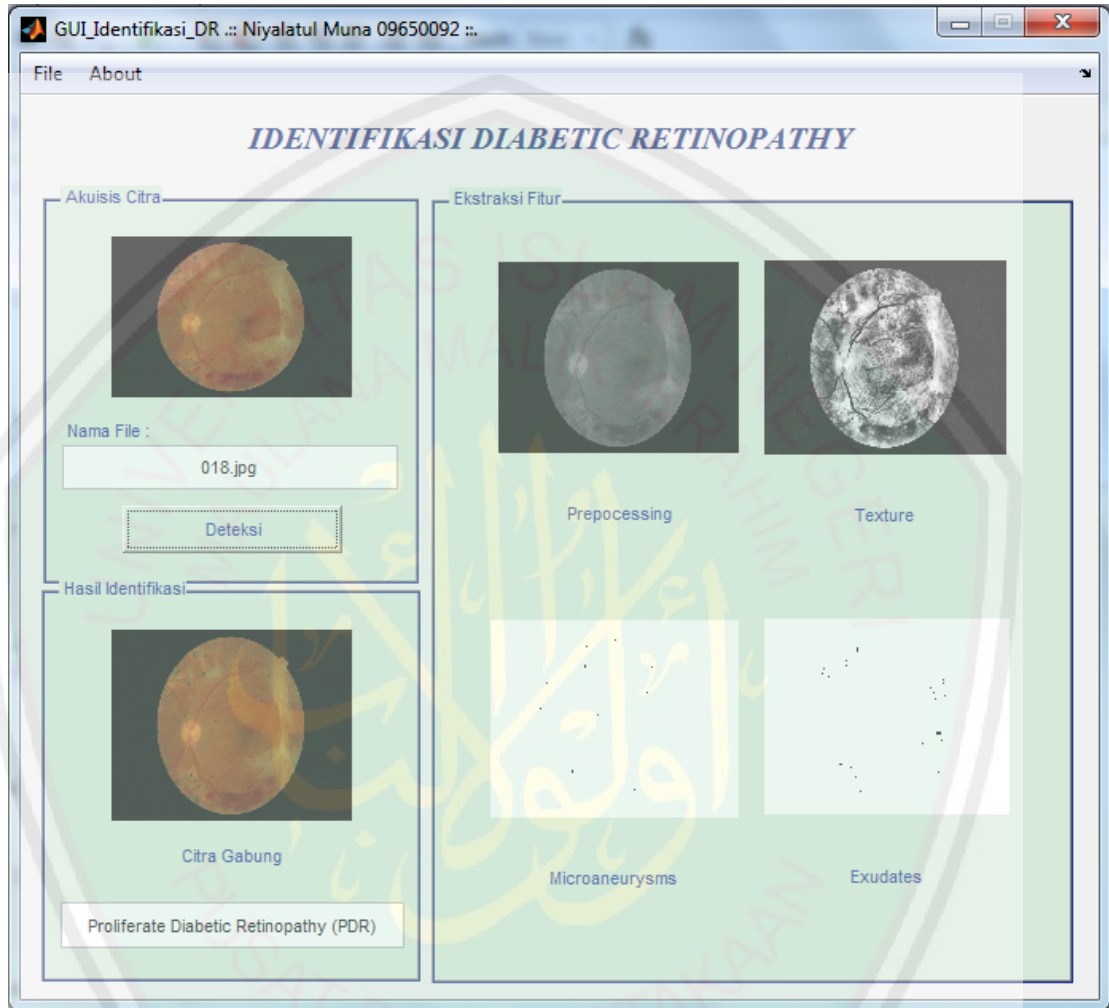 GUI_Identifikasi_DR .:: Niyalatul Muna 09650092 ::.
File About
IDENTIFIKASI DIABETIC RETINOPATHY
Akuisis Citra
Nama File :
018.jpg
Deteksi
Hasil Identifikasi
Citra Gabung
Proliferate Diabetic Retinopathy (PDR)
Ekstraksi Fitur
Prepocessing
Texture
Microaneurysms
Exudates